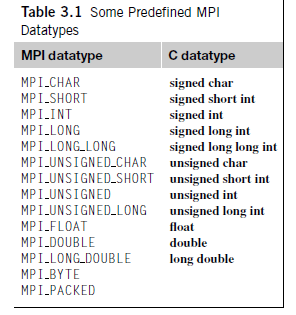 Table 3.1 Some Predefined MPI
Datatypes
MPI datatype C datatype
MPI_CHAR signed char
MPI_SHORT signed short int
MPI_INT signed int
MPI_LONG signed long int
MPI_LONG_LONG signed long long int
MPI_UNSIGNED_CHAR unsigned char
MPI_UNSIGNED_SHORT unsigned short int
MPI_UNSIGNED unsigned int
MPI_UNSIGNED_LONG unsigned long int
MPI_FLOAT float
MPI_DOUBLE double
MPI_LONG_DOUBLE long double
MPI_BYTE
MPI_PACKED